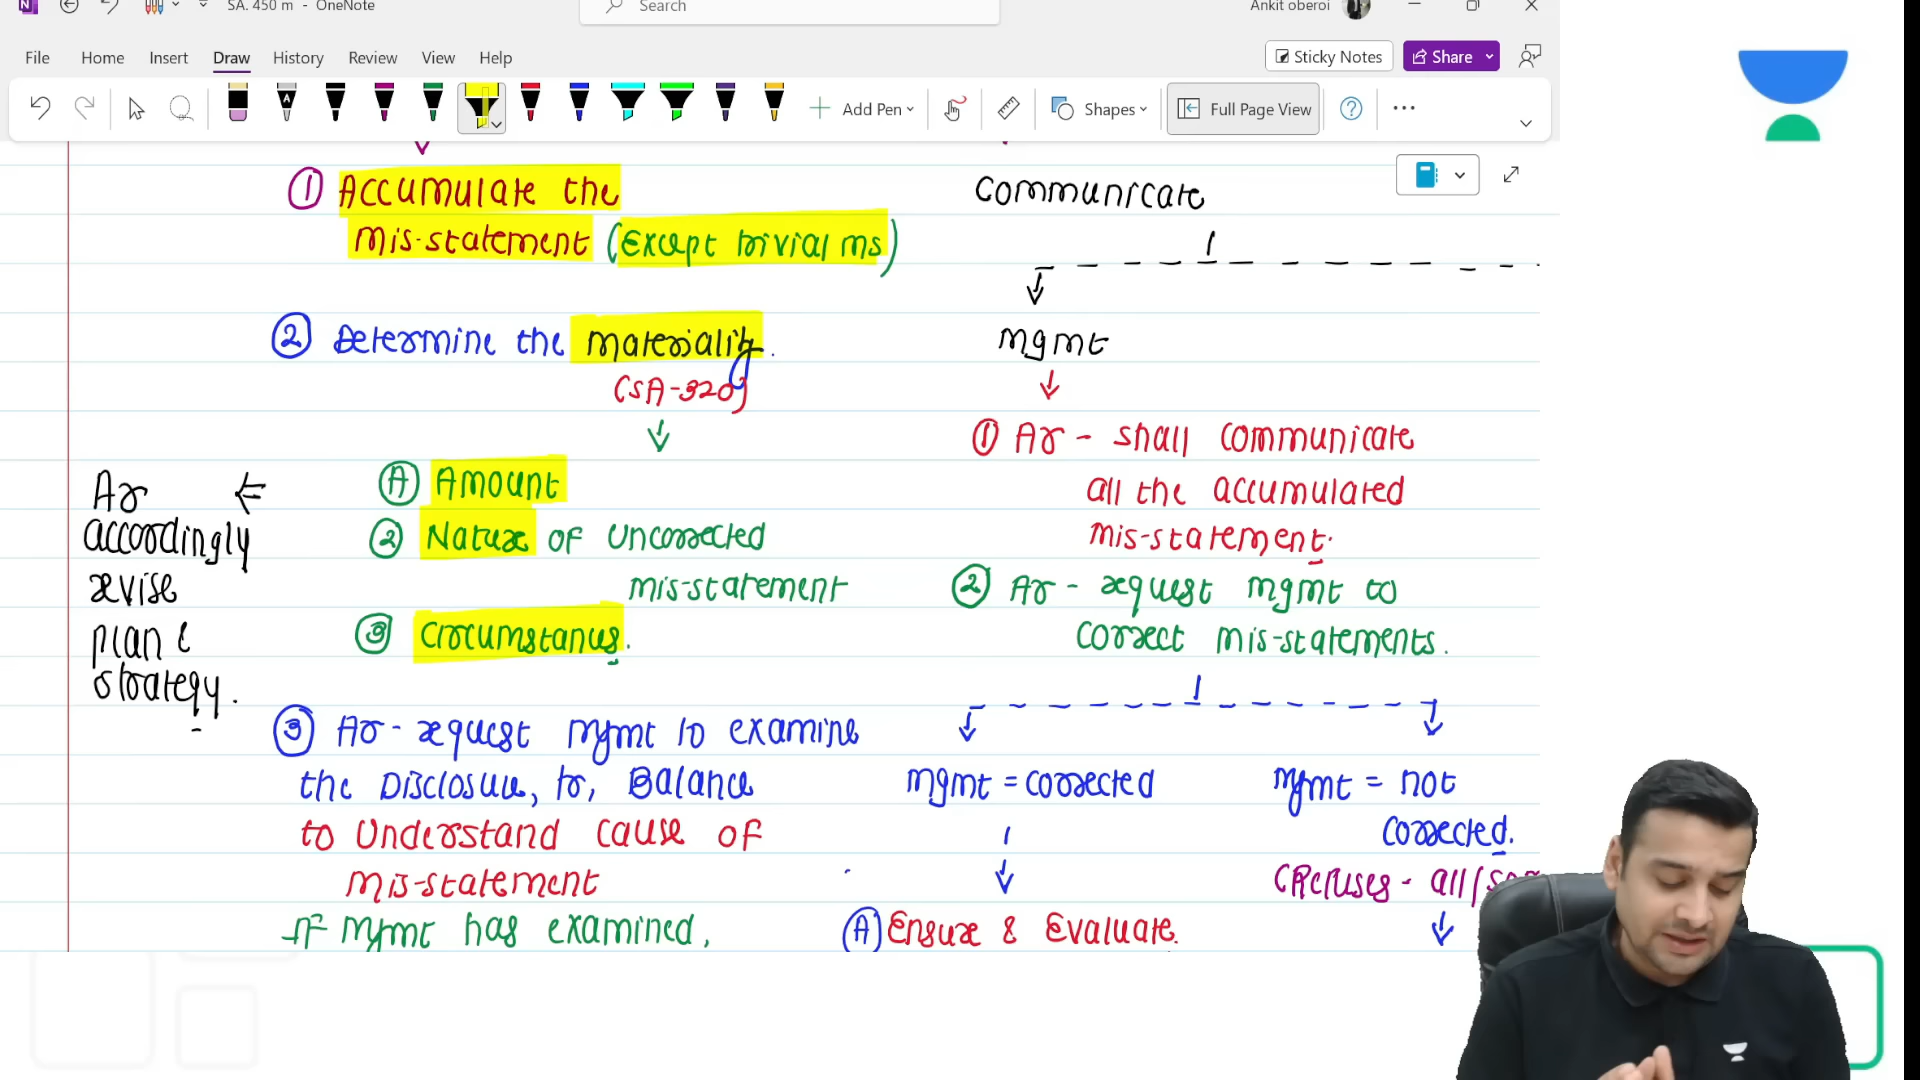 SA. 450 m - OneNote
Search
Ankit oberoi
File Home Insert Draw History Review View Help
Sticky Notes
Share
Add Pen
Shapes
Full Page View
① Accumulate the
mis-statement (Except trivial ms)
② Determine the materiality.
(SA-320)
Ⓐ Amount
② Nature of uncorrected
mis-statement
③ Circumstances.
Ar
accordingly
revise
plan &
strategy.
③ Ar - request mgmt to examine
the Disclosure, tr, Balance
to understand cause of
mis-statement
If mgmt has examined,
Communicate
mgmt
① Ar - shall communicate
all the accumulated
mis-statement.
② Ar - request mgmt to
correct mis-statements.
mgmt = corrected
Ⓐ Ensure & Evaluate.
mgmt = not
corrected.
(Refuses - all /